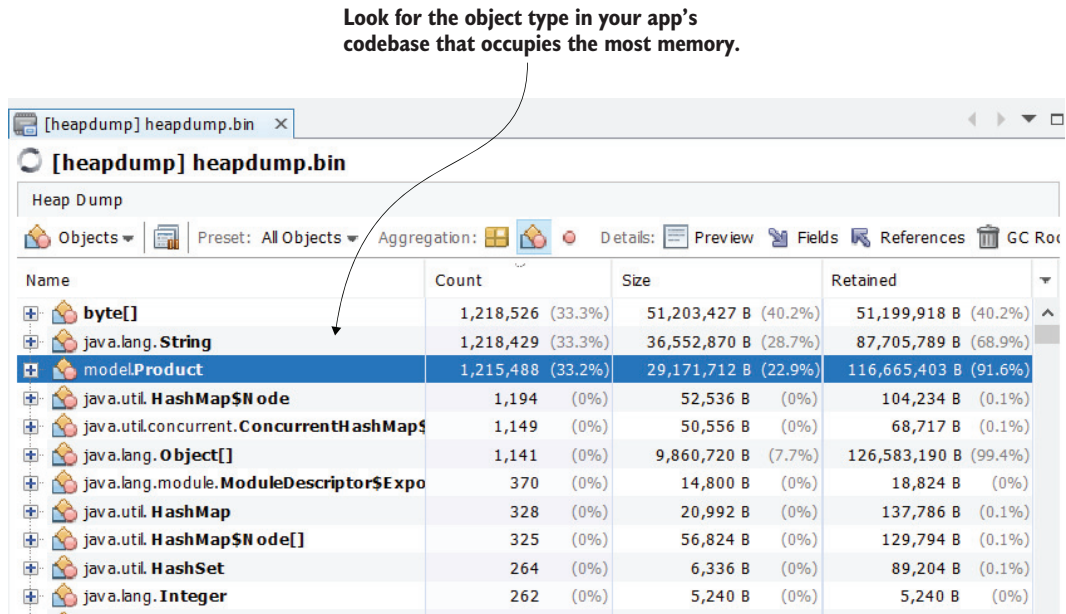 Look for the object type in your app's
codebase that occupies the most memory.
[heapdump] heapdump.bin ×
[heapdump] heapdump.bin
Heap Dump
Objects Preset: All Objects Aggregation: Details: Preview Fields References GC Roo
Name Count Size Retained
byte[] 1,218,526 (33.3%) 51,203,427 B (40.2%) 51,199,918 B (40.2%)
java.lang.String 1,218,429 (33.3%) 36,552,870 B (28.7%) 87,705,789 B (68.9%)
model.Product 1,215,488 (33.2%) 29,171,712 B (22.9%) 116,665,403 B (91.6%)
java.util.HashMap$Node 1,194 (0%) 52,536 B (0%) 104,234 B (0.1%)
java.util.concurrent.ConcurrentHashMap$ 1,149 (0%) 50,556 B (0%) 68,717 B (0.1%)
java.lang.Object[] 1,141 (0%) 9,860,720 B (7.7%) 126,583,190 B (99.4%)
java.lang.module.ModuleDescriptor$Expo 370 (0%) 14,800 B (0%) 18,824 B (0%)
java.util.HashMap 328 (0%) 20,992 B (0%) 137,786 B (0.1%)
java.util.HashMap$Node[] 325 (0%) 56,824 B (0%) 129,794 B (0.1%)
java.util.HashSet 264 (0%) 6,336 B (0%) 89,204 B (0.1%)
java.lang.Integer 262 (0%) 5,240 B (0%) 5,240 B (0%)